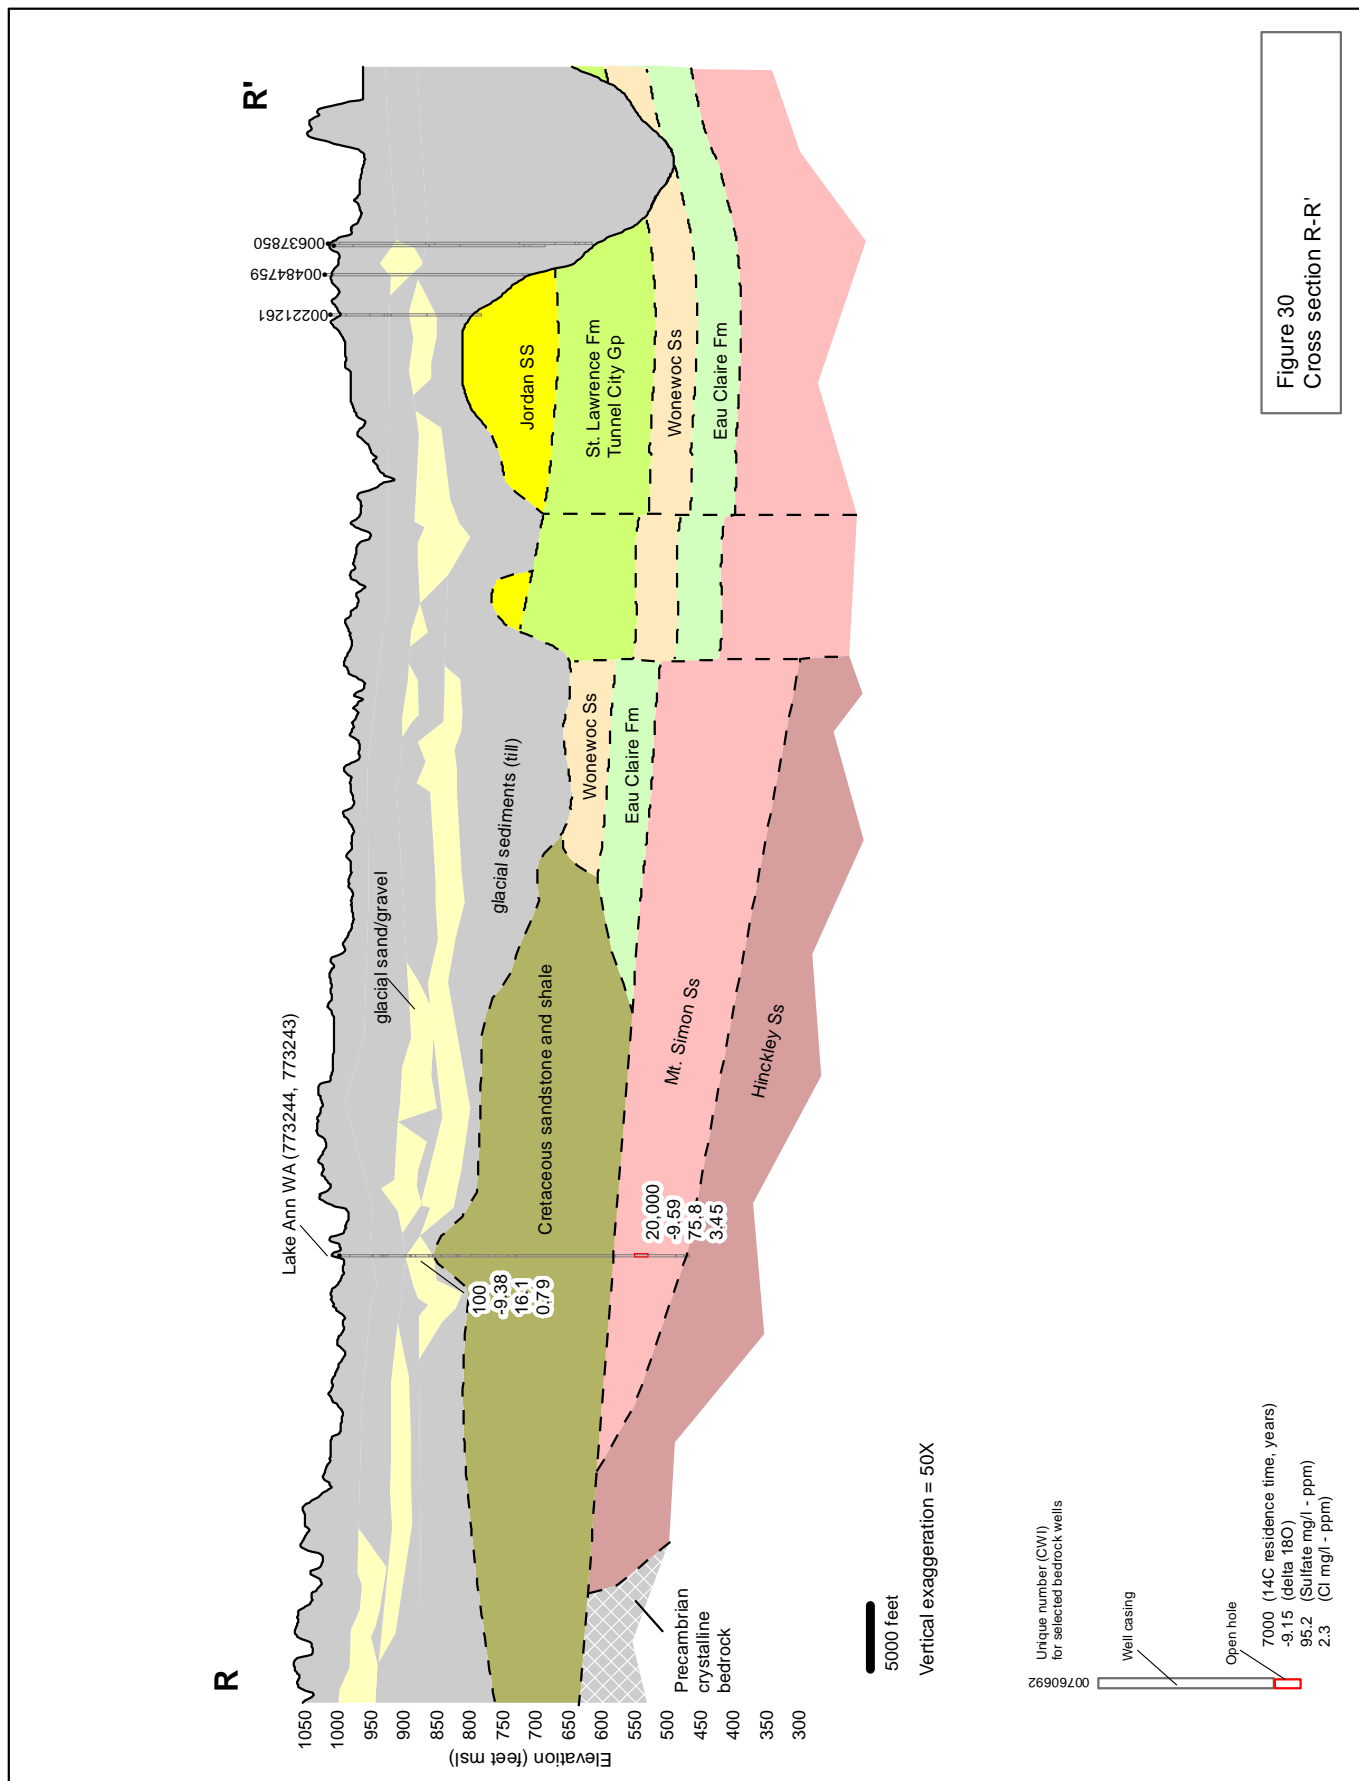 R
R'
Lake Ann WA (773244, 773243)
00221261
00484759
00637850
glacial sand/gravel
glacial sediments (till)
Cretaceous sandstone and shale
Jordan SS
St. Lawrence Fm
Tunnel City Gp
Wonewoc Ss
Eau Claire Fm
Wonewoc Ss
Eau Claire Fm
Mt. Simon Ss
Hinckley Ss
100
-9.38
16.1
0.79
20,000
-9.59
75.8
3.45
Precambrian
crystalline
bedrock
1050
1000
950
900
850
800
750
700
650
600
550
500
450
400
350
300
Elevation (feet msl)
5000 feet
Vertical exaggeration = 50X
Unique number (CWI)
for selected bedrock wells
00760692
Well casing
Open hole
7000 (14C residence time, years)
-9.15 (delta 18O)
95.2 (Sulfate mg/l - ppm)
2.3 (Cl mg/l - ppm)
Figure 30
Cross section R-R'